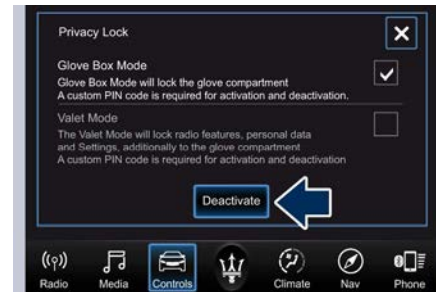 Privacy Lock
Glove Box Mode
Glove Box Mode will lock the glove compartment
A custom PIN code is required for activation and deactivation.
Valet Mode
The Valet Mode will lock radio features, personal data
and Settings, additionally to the glove compartment
A custom PIN code is required for activation and deactivation
Deactivate
Radio Media Controls Climate Nav Phone